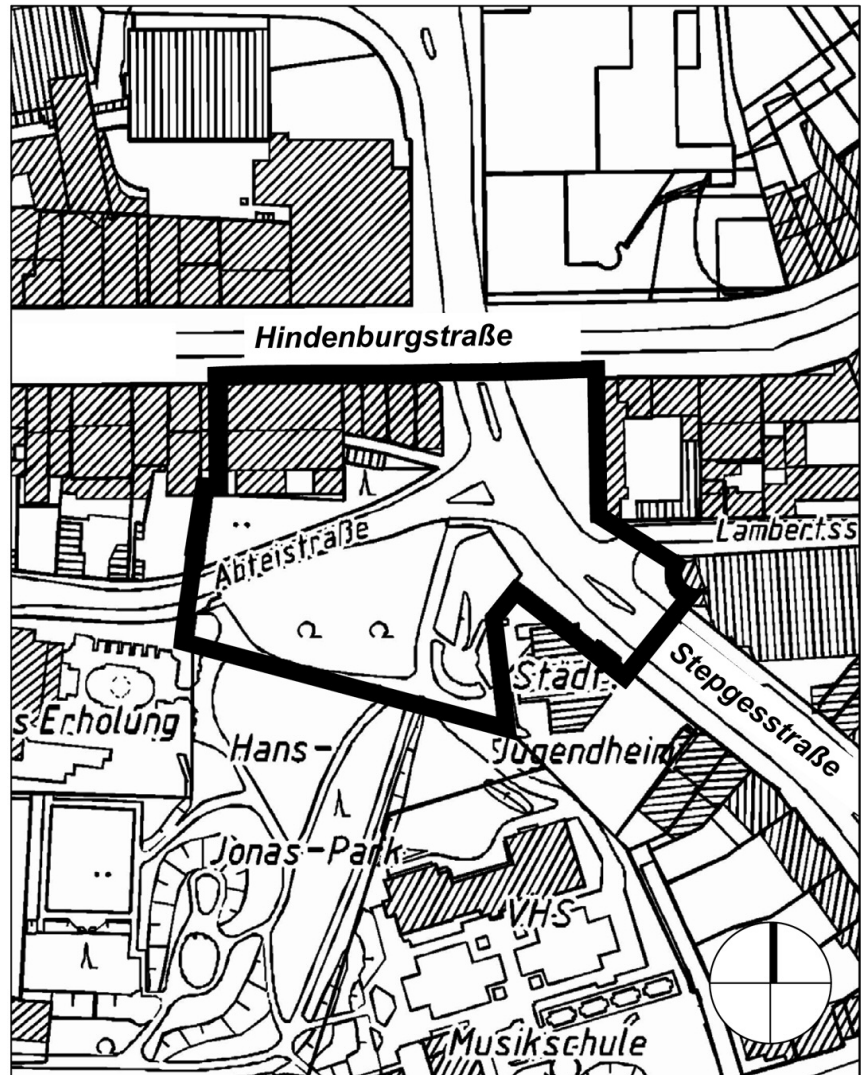 Hindenburgstraße
Abteistraße
Lambertss
Stepgesstraße
Städt.
Jugendheim
s Erholung
Hans-
Jonas-Park
VHS
Musikschule